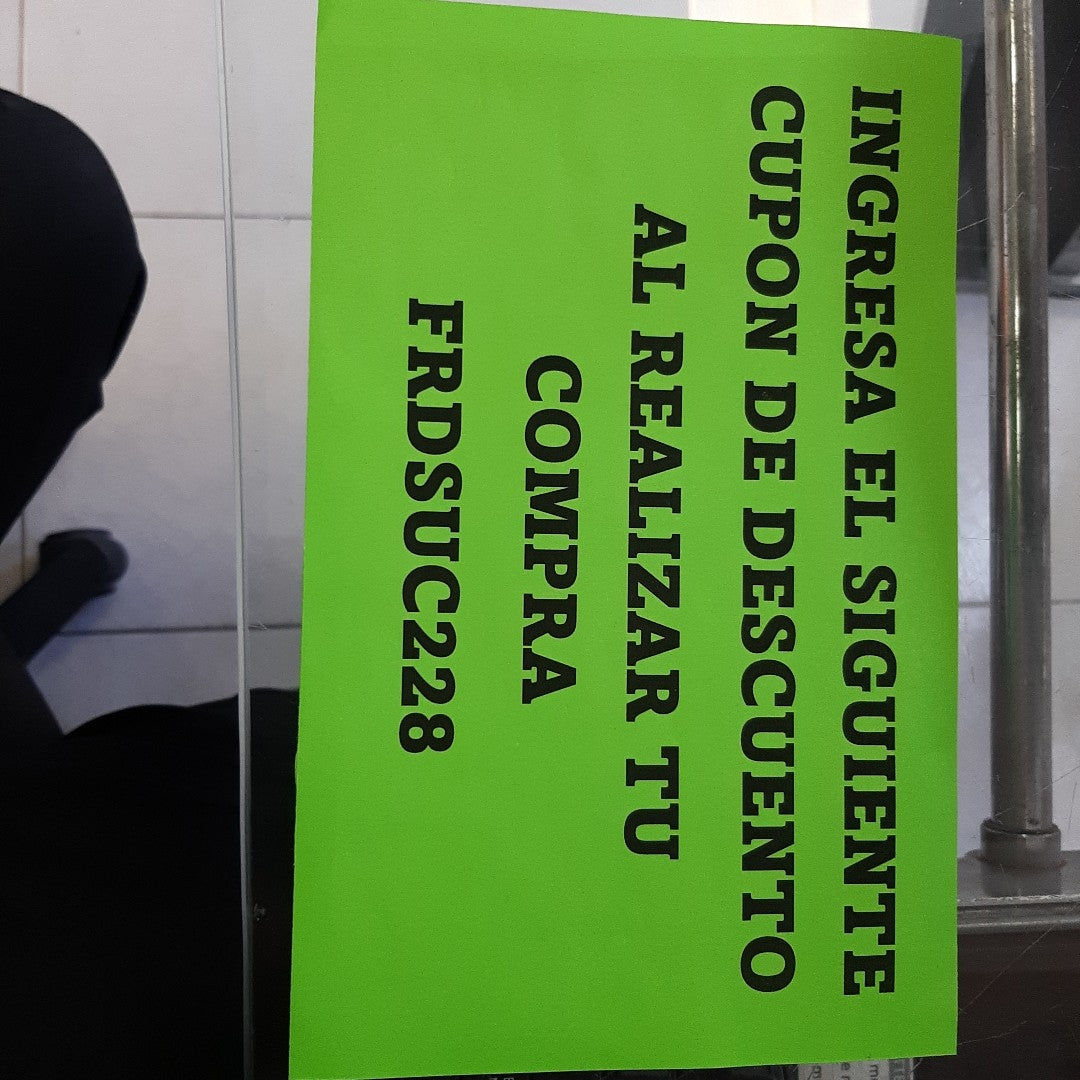 INGRESA EL SIGUIENTE
CUPON DE DESCUENTO
AL REALIZAR TU
COMPRA
FRDSUC228